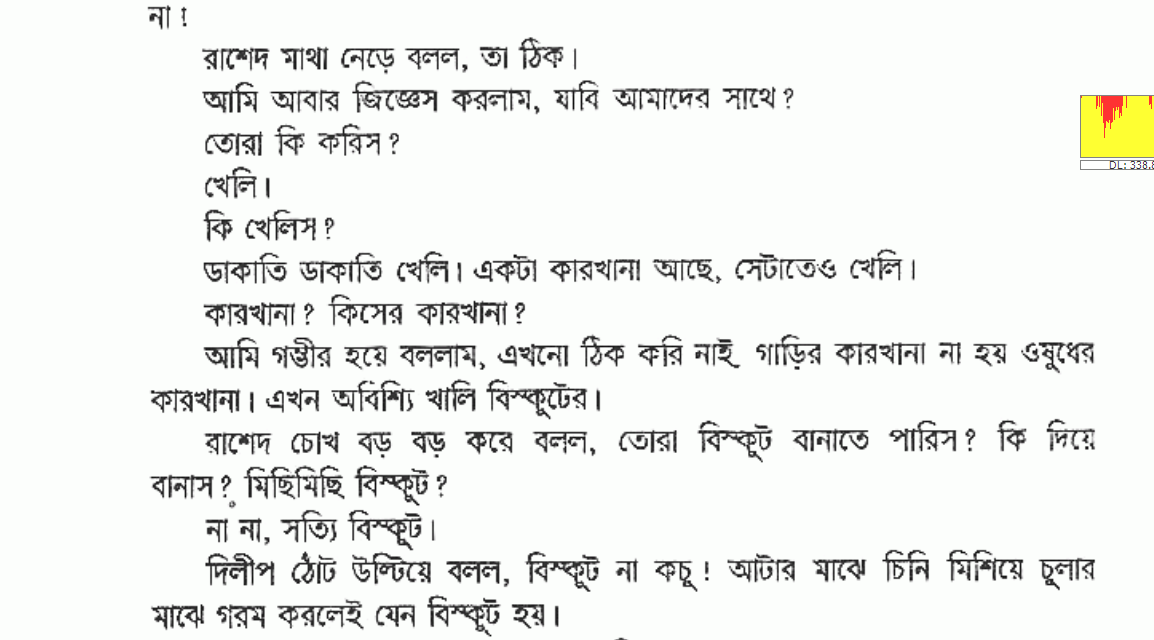 না!
রাশেদ মাথা নেড়ে বলল, তা ঠিক।
আমি আবার জিজ্ঞেস করলাম, যাবি আমাদের সাথে?
তোরা কি করিস?
খেলি।
কি খেলিস?
ডাকাতি ডাকাতি খেলি। একটা কারখানা আছে, সেটাতেও খেলি।
কারখানা? কিসের কারখানা?
আমি গম্ভীর হয়ে বললাম, এখনো ঠিক করি নাই গাড়ির কারখানা না হয় ওষুধের
কারখানা। এখন অবিশ্যি খালি বিস্কুটের।
রাশেদ চোখ বড় বড় করে বলল, তোরা বিস্কুট বানাতে পারিস? কি দিয়ে
বানাস? মিছিমিছি বিস্কুট?
না না, সত্যি বিস্কুট।
দিলীপ ঠোঁট উল্টিয়ে বলল, বিস্কুট না কচু! আটার মাঝে চিনি মিশিয়ে চুলার
মাঝে গরম করলেই যেন বিস্কুট হয়।
DL: 338.